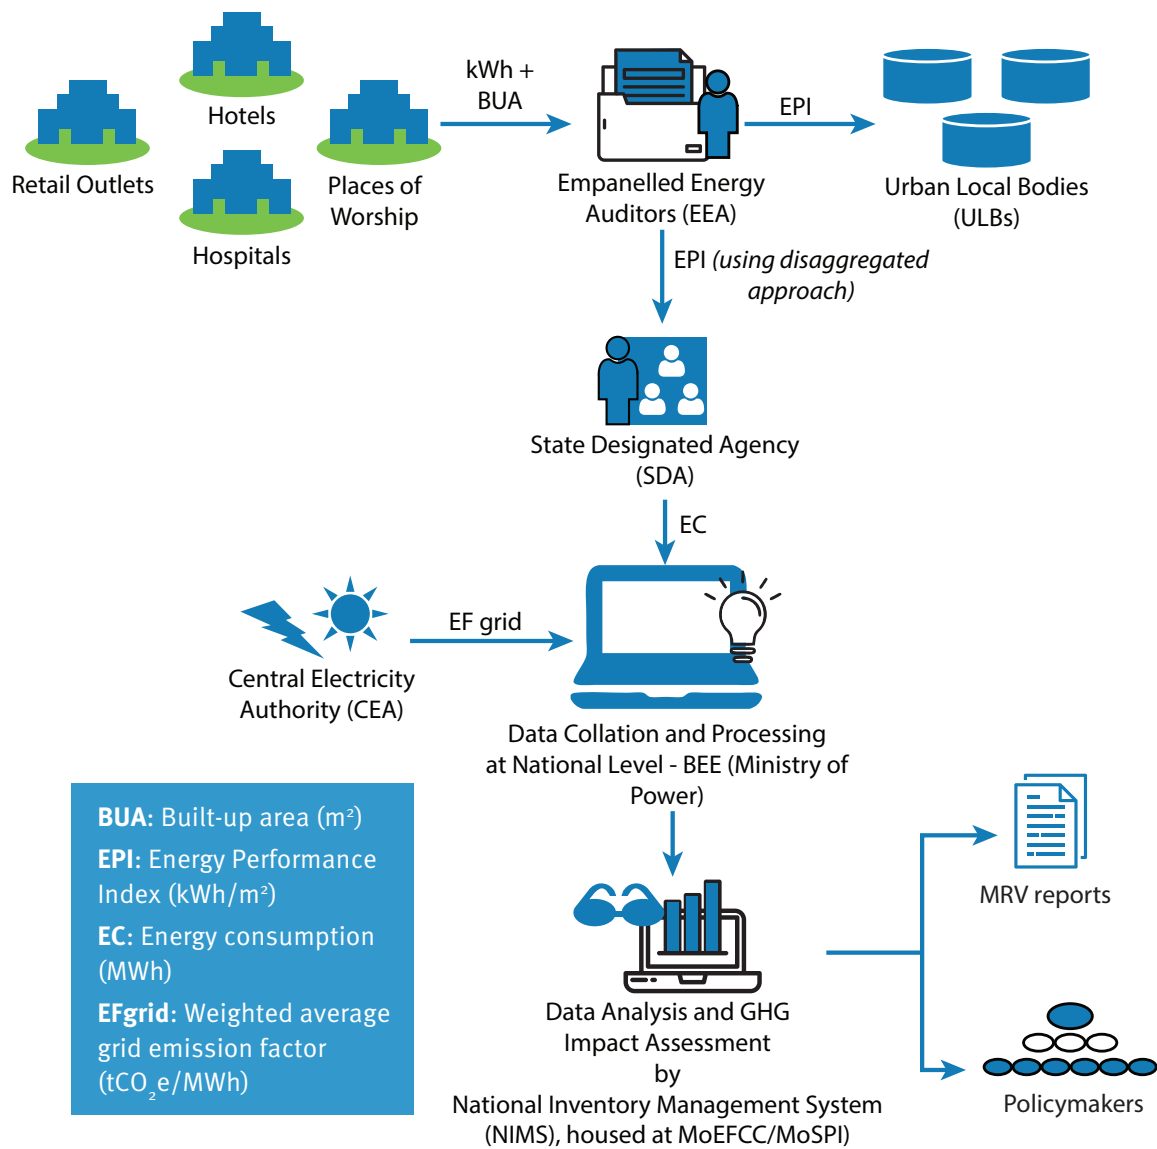 Hotels
Retail Outlets
Places of
Worship
Hospitals
kWh +
BUA
Empanelled Energy
Auditors (EEA)
EPI
Urban Local Bodies
(ULBs)
EPI (using disaggregated
approach)
State Designated Agency
(SDA)
EC
EF grid
Central Electricity
Authority (CEA)
Data Collation and Processing
at National Level - BEE (Ministry of
Power)
BUA: Built-up area (m²)
EPI: Energy Performance
Index (kWh/m²)
EC: Energy consumption
(MWh)
EFgrid: Weighted average
grid emission factor
(tCO₂e/MWh)
Data Analysis and GHG
Impact Assessment
by
National Inventory Management System
(NIMS), housed at MoEFCC/MoSPI)
MRV reports
Policymakers